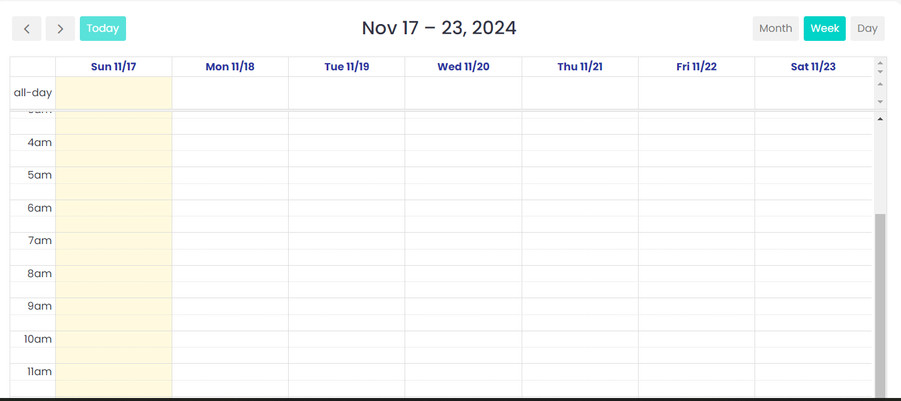 Today
Nov 17 – 23, 2024
Month Week Day
Sun 11/17 Mon 11/18 Tue 11/19 Wed 11/20 Thu 11/21 Fri 11/22 Sat 11/23
all-day
4am
5am
6am
7am
8am
9am
10am
11am